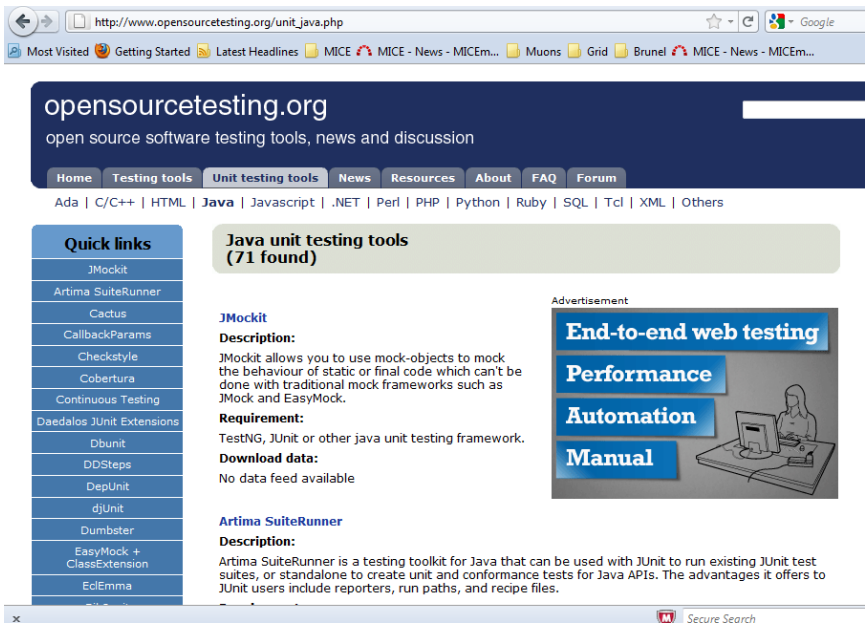 http://www.opensourcetesting.org/unit_java.php
Google
Most Visited Getting Started Latest Headlines MICE MICE - News - MICEm... Muons Grid Brunel MICE - News - MICEm...
opensourcetesting.org
open source software testing tools, news and discussion
Home Testing tools Unit testing tools News Resources About FAQ Forum
Ada | C/C++ | HTML | Java | Javascript | .NET | Perl | PHP | Python | Ruby | SQL | Tcl | XML | Others
Quick links
JMockit
Artima SuiteRunner
Cactus
CallbackParams
Checkstyle
Cobertura
Continuous Testing
Daedalos JUnit Extensions
Dbunit
DDSteps
DepUnit
djUnit
Dumbster
EasyMock +
ClassExtension
EclEmma
Java unit testing tools
(71 found)
JMockit
Description:
JMockit allows you to use mock-objects to mock
the behaviour of static or final code which can't be
done with traditional mock frameworks such as
JMock and EasyMock.
Requirement:
TestNG, JUnit or other java unit testing framework.
Download data:
No data feed available
Advertisement
End-to-end web testing
Performance
Automation
Manual
Artima SuiteRunner
Description:
Artima SuiteRunner is a testing toolkit for Java that can be used with JUnit to run existing JUnit test
suites, or standalone to create unit and conformance tests for Java APIs. The advantages it offers to
JUnit users include reporters, run paths, and recipe files.
x
Secure Search